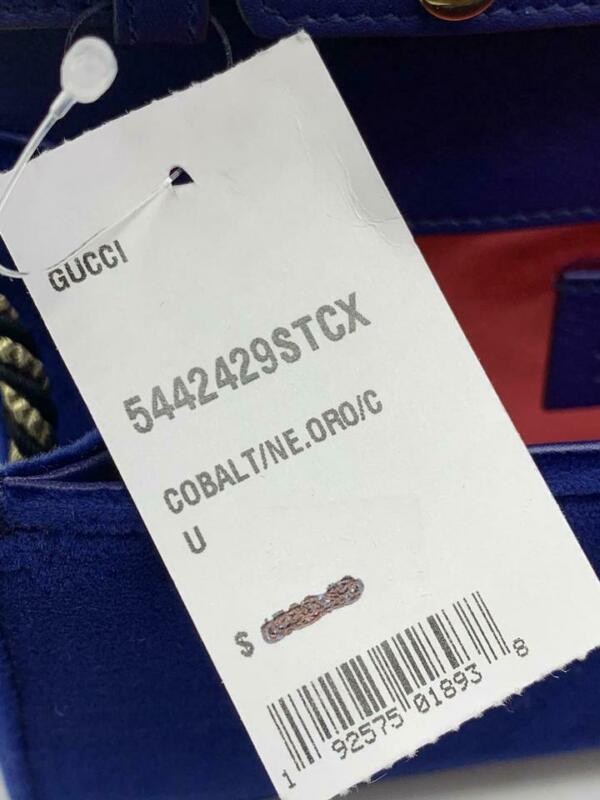 GUCCI
5442429STCX
COBALT/NE.ORO/C
U
$
1 92575 01893 8